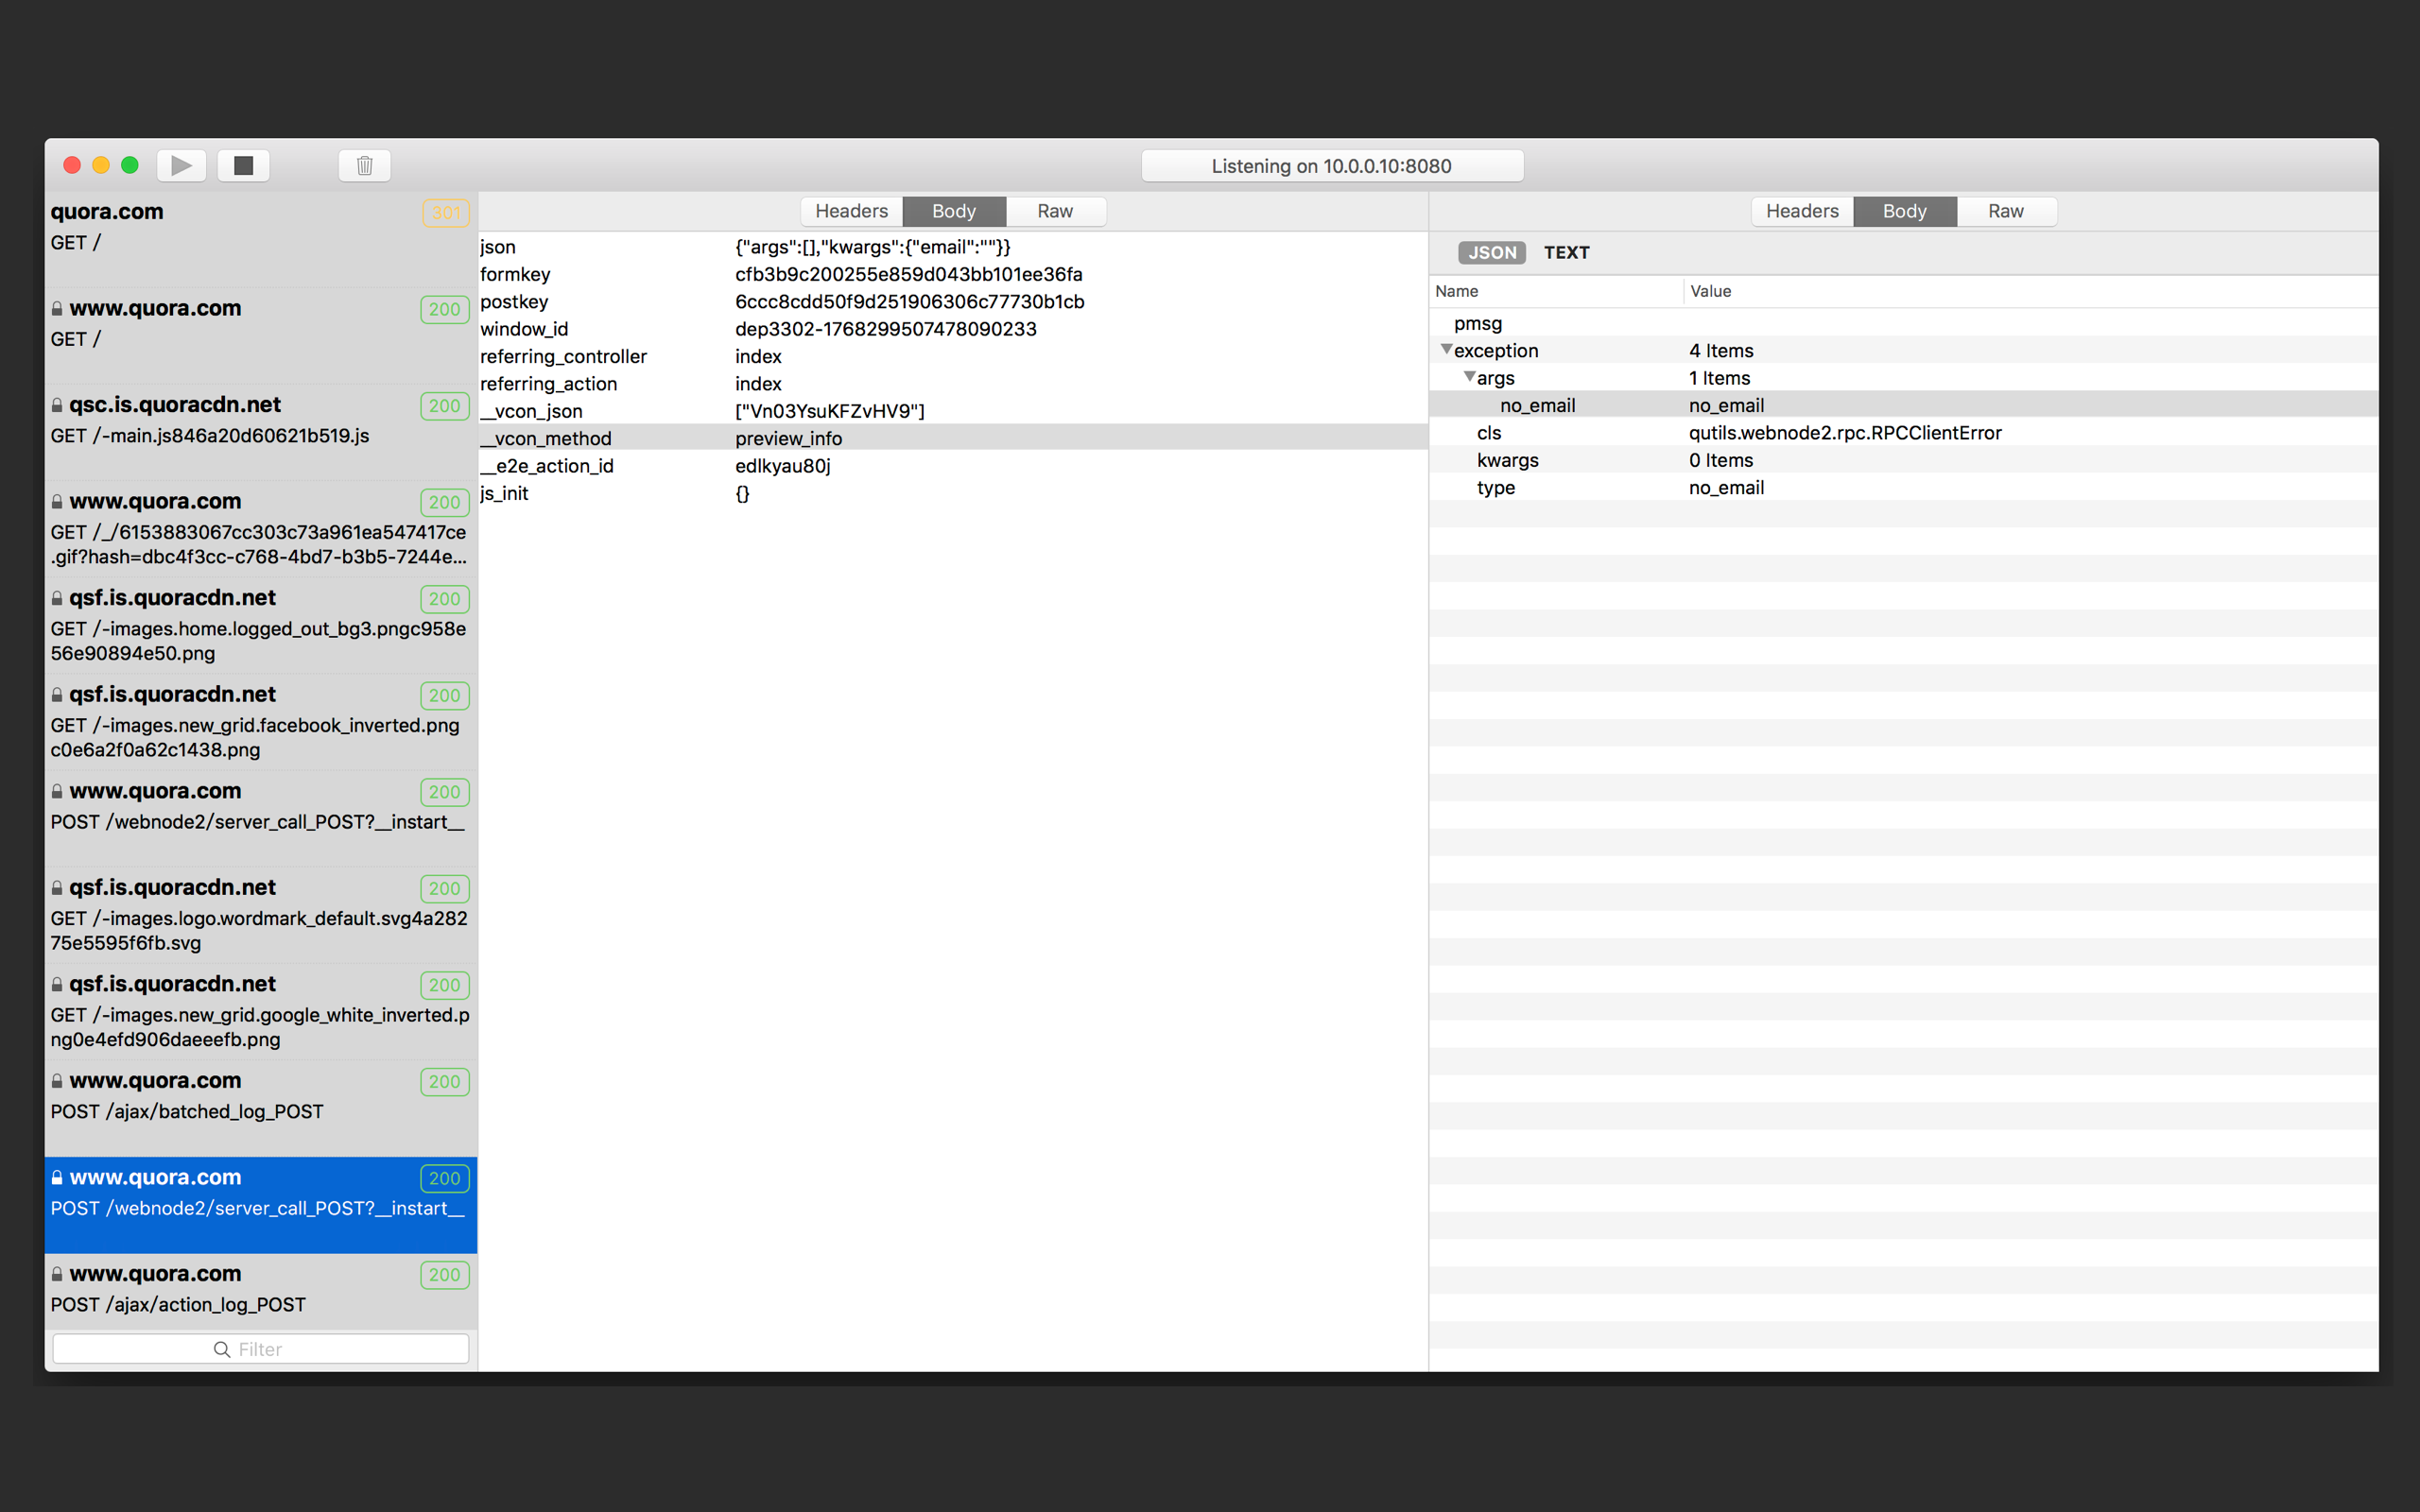 Listening on 10.0.0.10:8080
quora.com 301
GET /
www.quora.com 200
GET /
qsc.is.quoracdn.net 200
GET /-main.js846a20d60621b519.js
www.quora.com 200
GET /_/6153883067cc303c73a961ea547417ce
.gif?hash=dbc4f3cc-c768-4bd7-b3b5-7244e...
qsf.is.quoracdn.net 200
GET /-images.home.logged_out_bg3.pngc958e
56e90894e50.png
qsf.is.quoracdn.net 200
GET /-images.new_grid.facebook_inverted.png
c0e6a2f0a62c1438.png
www.quora.com 200
POST /webnode2/server_call_POST?__instart__
qsf.is.quoracdn.net 200
GET /-images.logo.wordmark_default.svg4a282
75e5595f6fb.svg
qsf.is.quoracdn.net 200
GET /-images.new_grid.google_white_inverted.p
ng0e4efd906daeeefb.png
www.quora.com 200
POST /ajax/batched_log_POST
www.quora.com 200
POST /webnode2/server_call_POST?__instart__
www.quora.com 200
POST /ajax/action_log_POST
Filter
Headers Body Raw
json {"args":[],"kwargs":{"email":""}}
formkey cfb3b9c200255e859d043bb101ee36fa
postkey 6ccc8cdd50f9d251906306c77730b1cb
window_id dep3302-1768299507478090233
referring_controller index
referring_action index
__vcon_json ["Vn03YsuKFZvHV9"]
__vcon_method preview_info
__e2e_action_id edlkyau80j
js_init {}
Headers Body Raw
JSON TEXT
Name Value
pmsg
exception 4 Items
args 1 Items
no_email no_email
cls qutils.webnode2.rpc.RPCClientError
kwargs 0 Items
type no_email